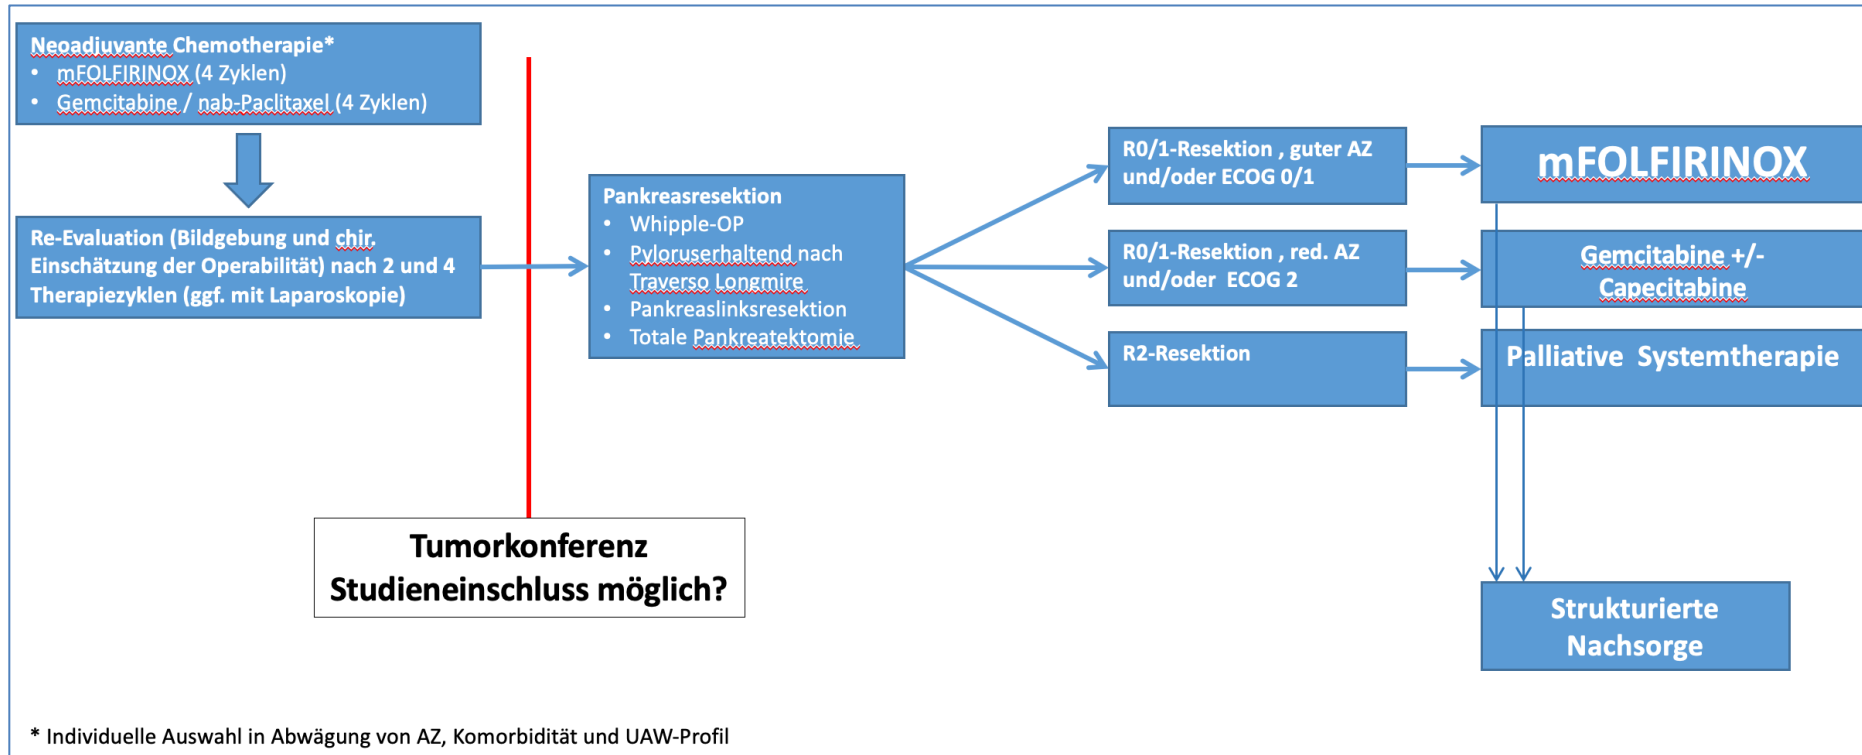 Neoadjuvante Chemotherapie*
• mFOLFIRINOX (4 Zyklen)
• Gemcitabine / nab-Paclitaxel (4 Zyklen)
Re-Evaluation (Bildgebung und chir.
Einschätzung der Operabilität) nach 2 und 4
Therapiezyklen (ggf. mit Laparoskopie)
Tumorkonferenz
Studieneinschluss möglich?
Pankreasresektion
• Whipple-OP
• Pyloruserhaltend nach
Traverso Longmire
• Pankreaslinksresektion
• Totale Pankreatektomie
R0/1-Resektion , guter AZ
und/oder ECOG 0/1
mFOLFIRINOX
R0/1-Resektion , red. AZ
und/oder ECOG 2
Gemcitabine +/-
Capecitabine
R2-Resektion
Palliative Systemtherapie
Strukturierte
Nachsorge
* Individuelle Auswahl in Abwägung von AZ, Komorbidität und UAW-Profil